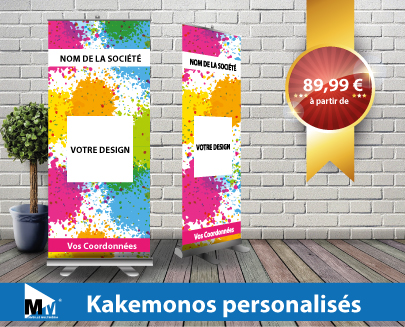 NOM DE LA SOCIÉTÉ
VOTRE DESIGN
Vos Coordonnées
NOM DE LA SOCIÉTÉ
VOTRE DESIGN
Vos Coordonnées
89,99 €
à partir de
MM
Kakemonos personalisés